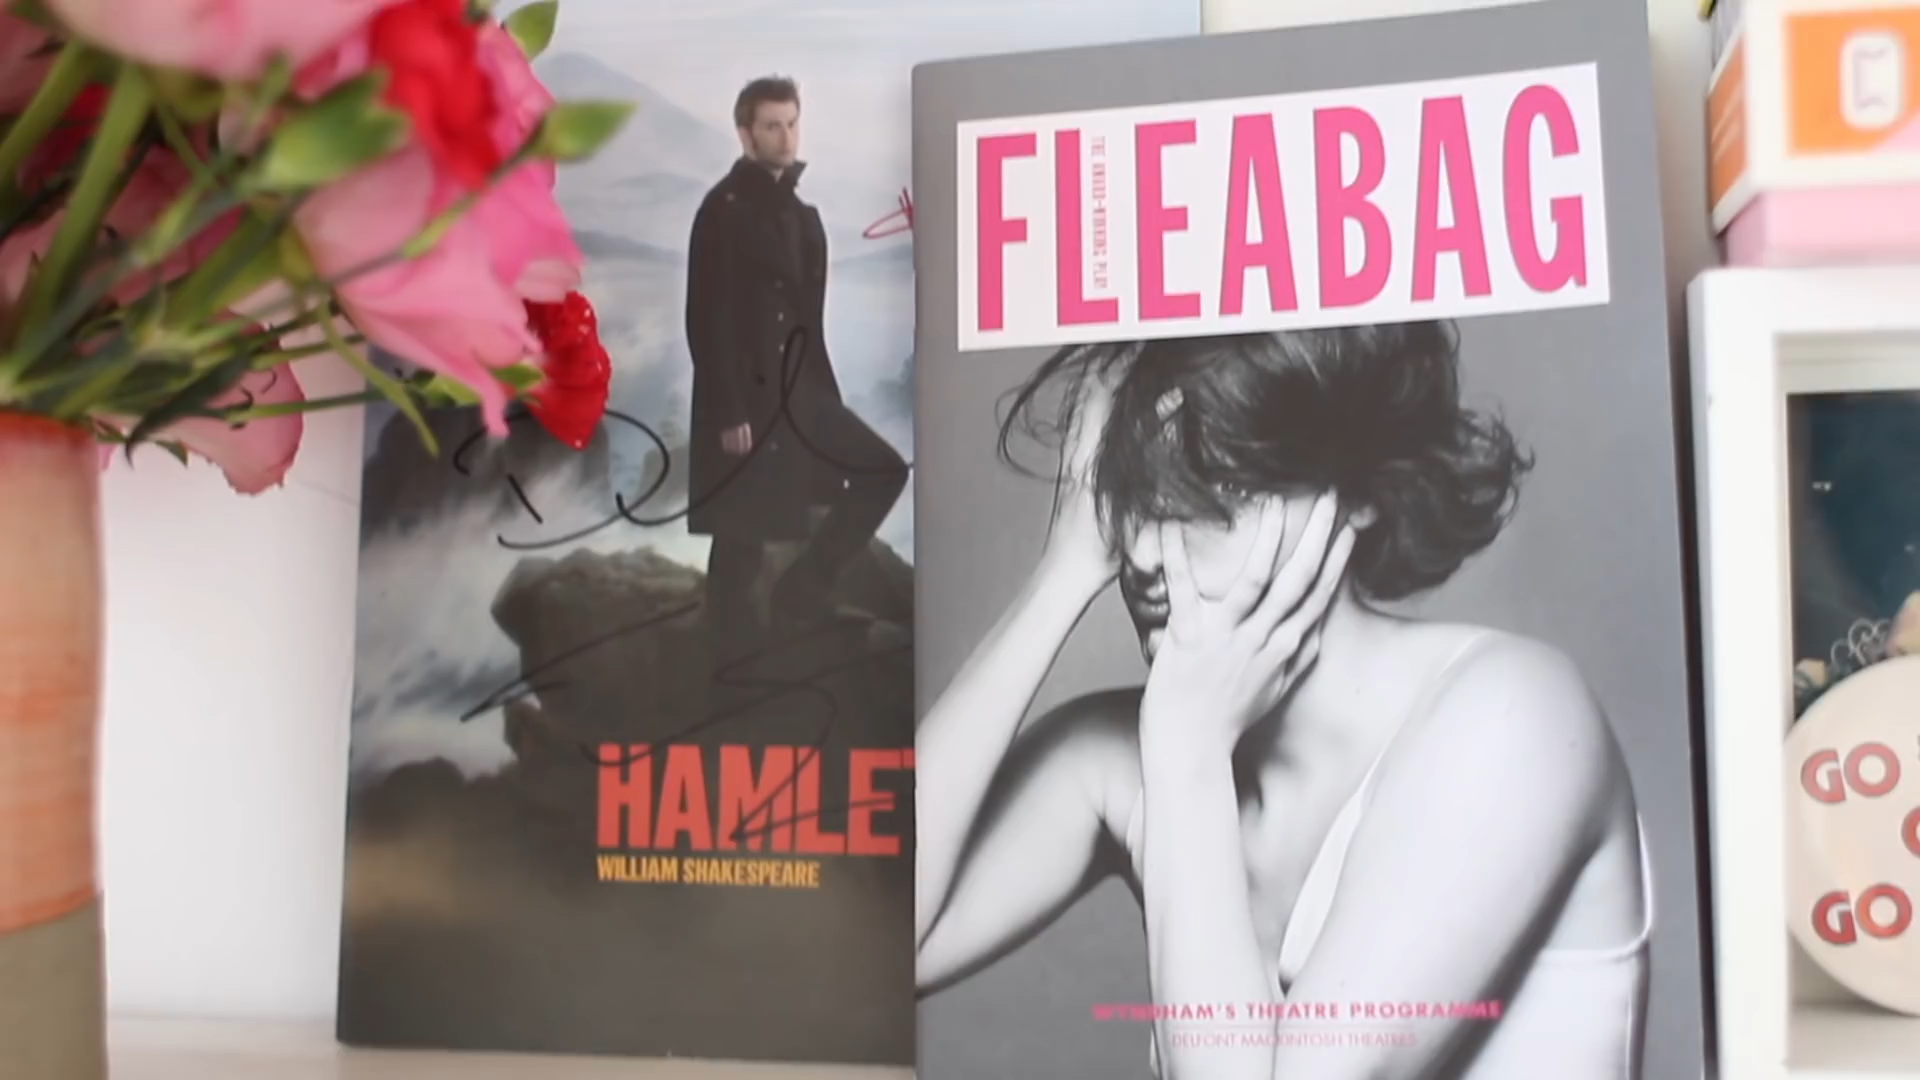 FLEABAG
THE AWARD-WINNING PLAY
HAMLET
WILLIAM SHAKESPEARE
WYNDHAM'S THEATRE PROGRAMME
DELFONT MACKINTOSH THEATRES
GO
GO